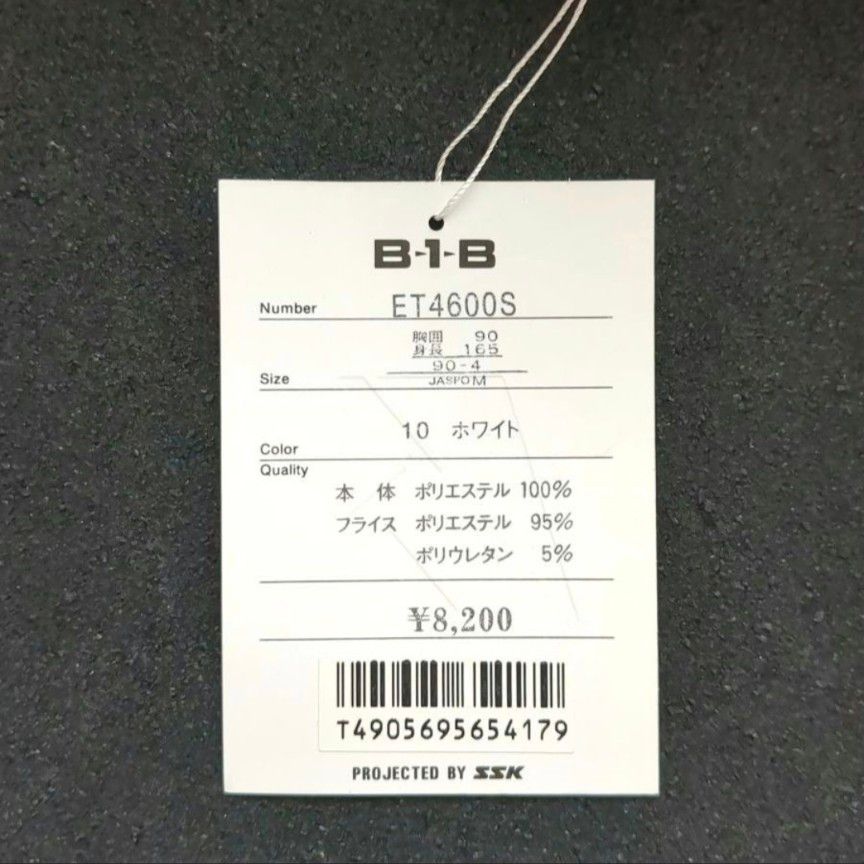 B-1-B
Number ET4600S
胸囲 90
身長 165
90-4
Size JASPO M
10 ホワイト
Color
Quality
本体 ポリエステル 100%
フライス ポリエステル 95%
ポリウレタン 5%
¥8,200
T4905695654179
PROJECTED BY SSK